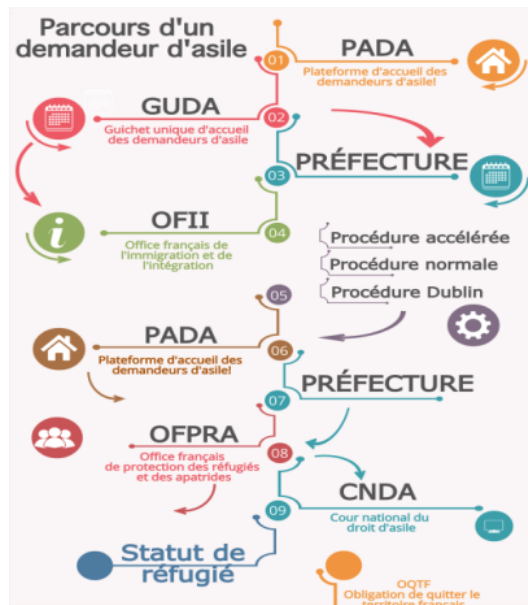 Parcours d'un
demandeur d'asile
01
PADA
Plateforme d'accueil des
demandeurs d'asile!
GUDA
02
Guichet unique d'accueil
des demandeurs d'asile
PRÉFECTURE
03
OFII
04
Office français de
l'immigration et de
l'intégration
Procédure accélérée
Procédure normale
Procédure Dublin
05
PADA
06
Plateforme d'accueil des
demandeurs d'asile!
PRÉFECTURE
07
OFPRA
08
Office français
de protection des réfugiés
et des apatrides
CNDA
09
Cour national du
droit d'asile
Statut de
réfugié
OQTF
Obligation de quitter le
territoire français